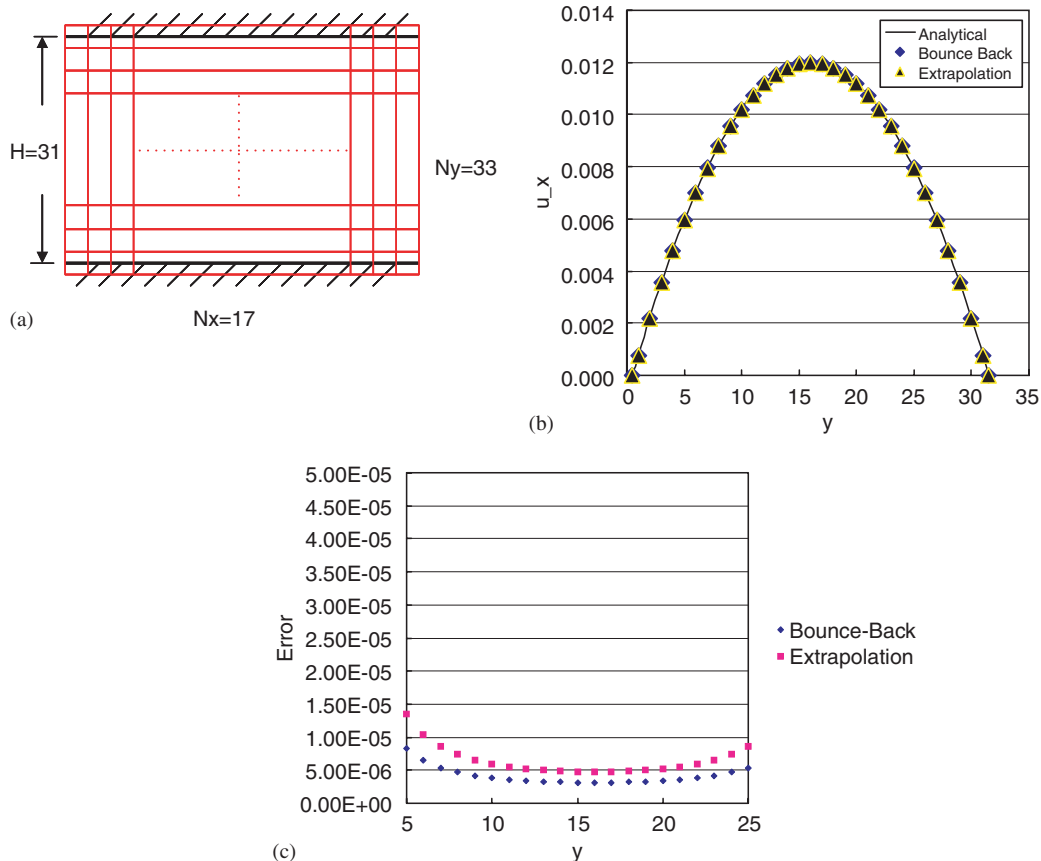 H=31
Ny=33
Nx=17
(a)
0.014
0.012
0.010
0.008
0.006
0.004
0.002
0.000
u_x
0 5 10 15 20 25 30 35
y
Analytical
Bounce Back
Extrapolation
(b)
5.00E-05
4.50E-05
4.00E-05
3.50E-05
3.00E-05
2.50E-05
2.00E-05
1.50E-05
1.00E-05
5.00E-06
0.00E+00
Error
5 10 15 20 25
y
Bounce-Back
Extrapolation
(c)